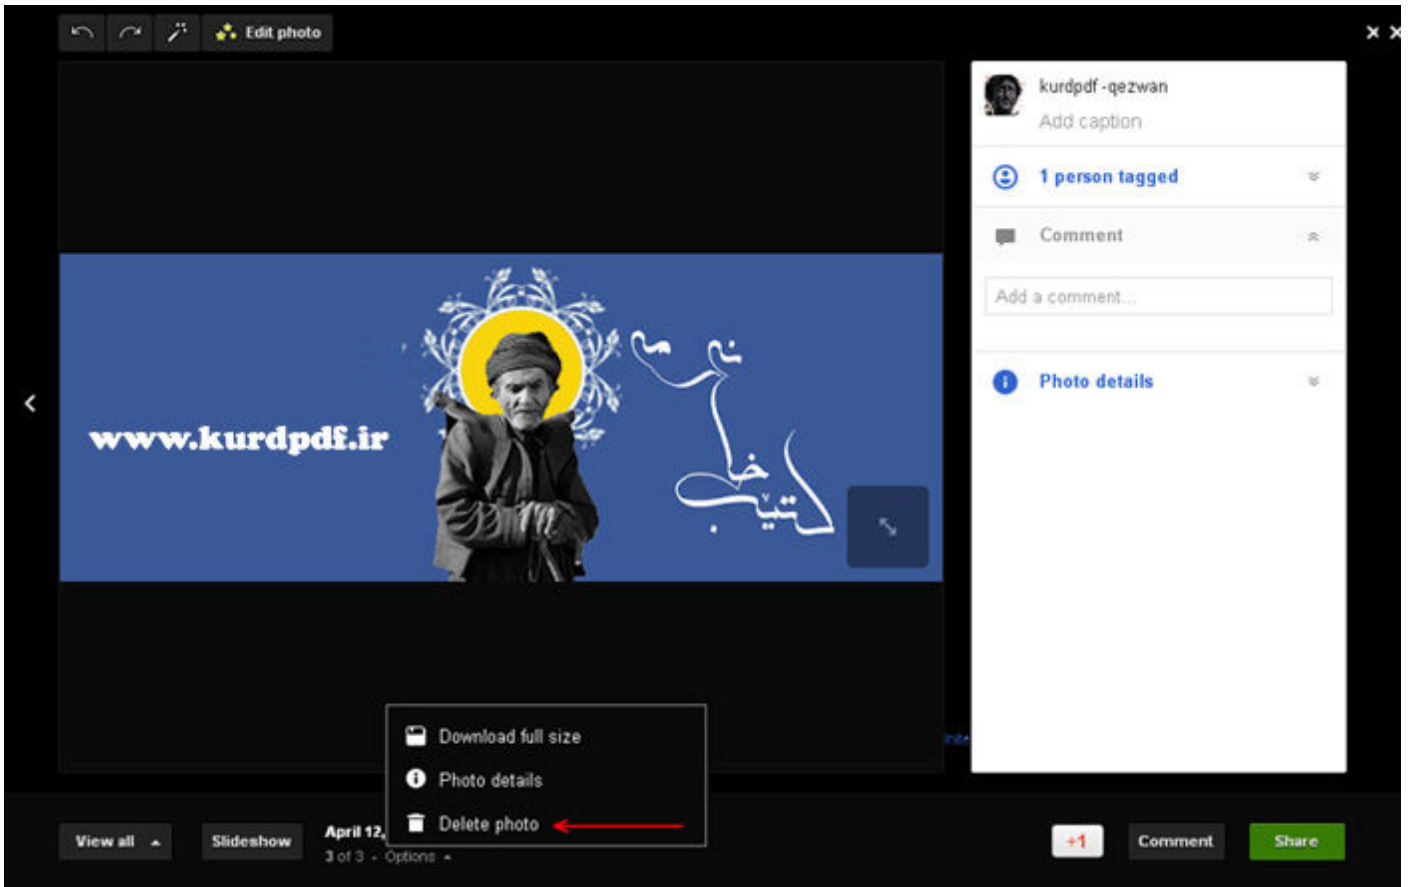 Edit photo
kurdpdf -qezwan
Add caption
1 person tagged
Comment
Add a comment...
Photo details
www.kurdpdf.ir
Download full size
Photo details
Delete photo
View all
Slideshow
April 12,
3 of 3 - Options
+1
Comment
Share